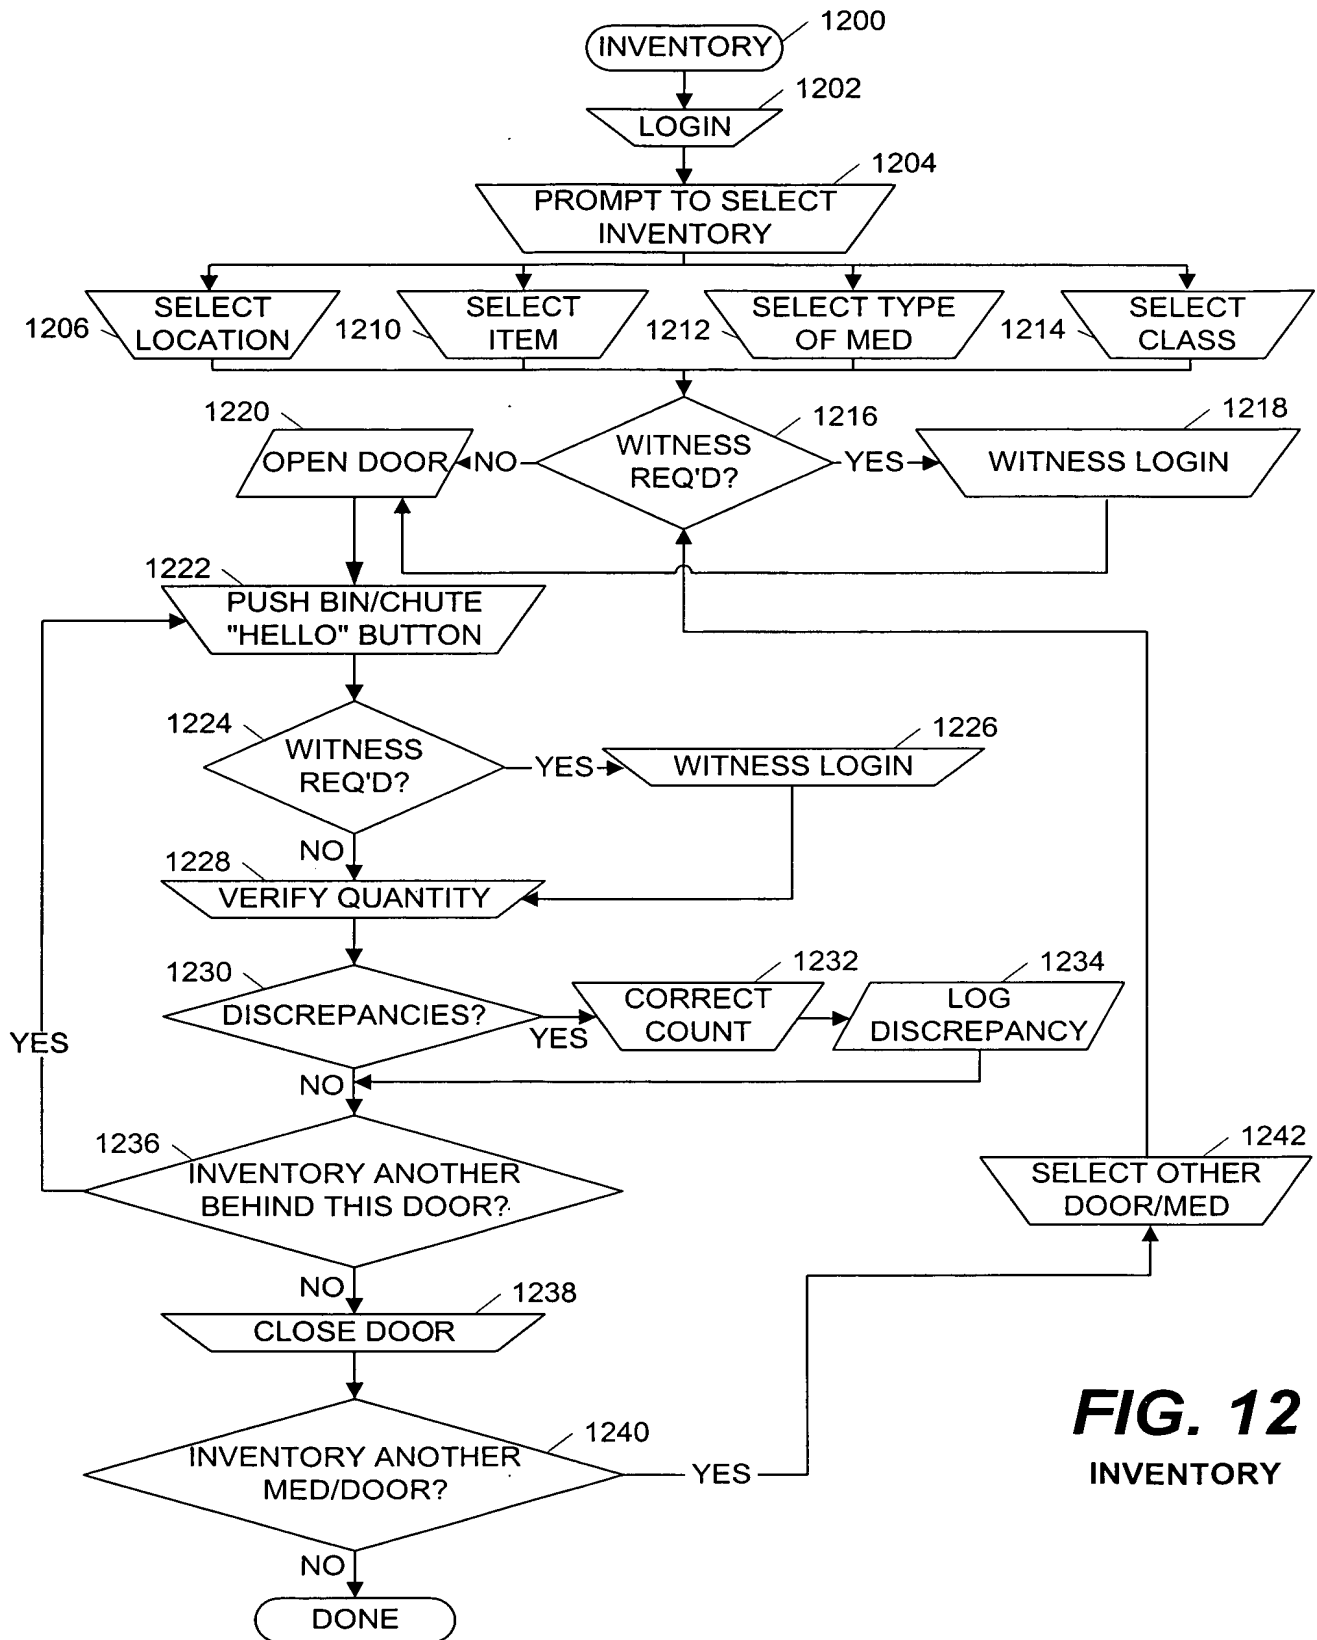 1200
INVENTORY
1202
LOGIN
1204
PROMPT TO SELECT
INVENTORY
SELECT
LOCATION
1206
SELECT
ITEM
1210
SELECT TYPE
OF MED
1212
SELECT
CLASS
1214
1220
OPEN DOOR
NO
WITNESS
REQ'D?
1216
YES
1218
WITNESS LOGIN
1222
PUSH BIN/CHUTE
"HELLO" BUTTON
1224
WITNESS
REQ'D?
YES
1226
WITNESS LOGIN
NO
1228
VERIFY QUANTITY
1230
DISCREPANCIES?
YES
1232
CORRECT
COUNT
1234
LOG
DISCREPANCY
YES
NO
1236
INVENTORY ANOTHER
BEHIND THIS DOOR?
1242
SELECT OTHER
DOOR/MED
NO
1238
CLOSE DOOR
1240
INVENTORY ANOTHER
MED/DOOR?
YES
NO
DONE
FIG. 12
INVENTORY